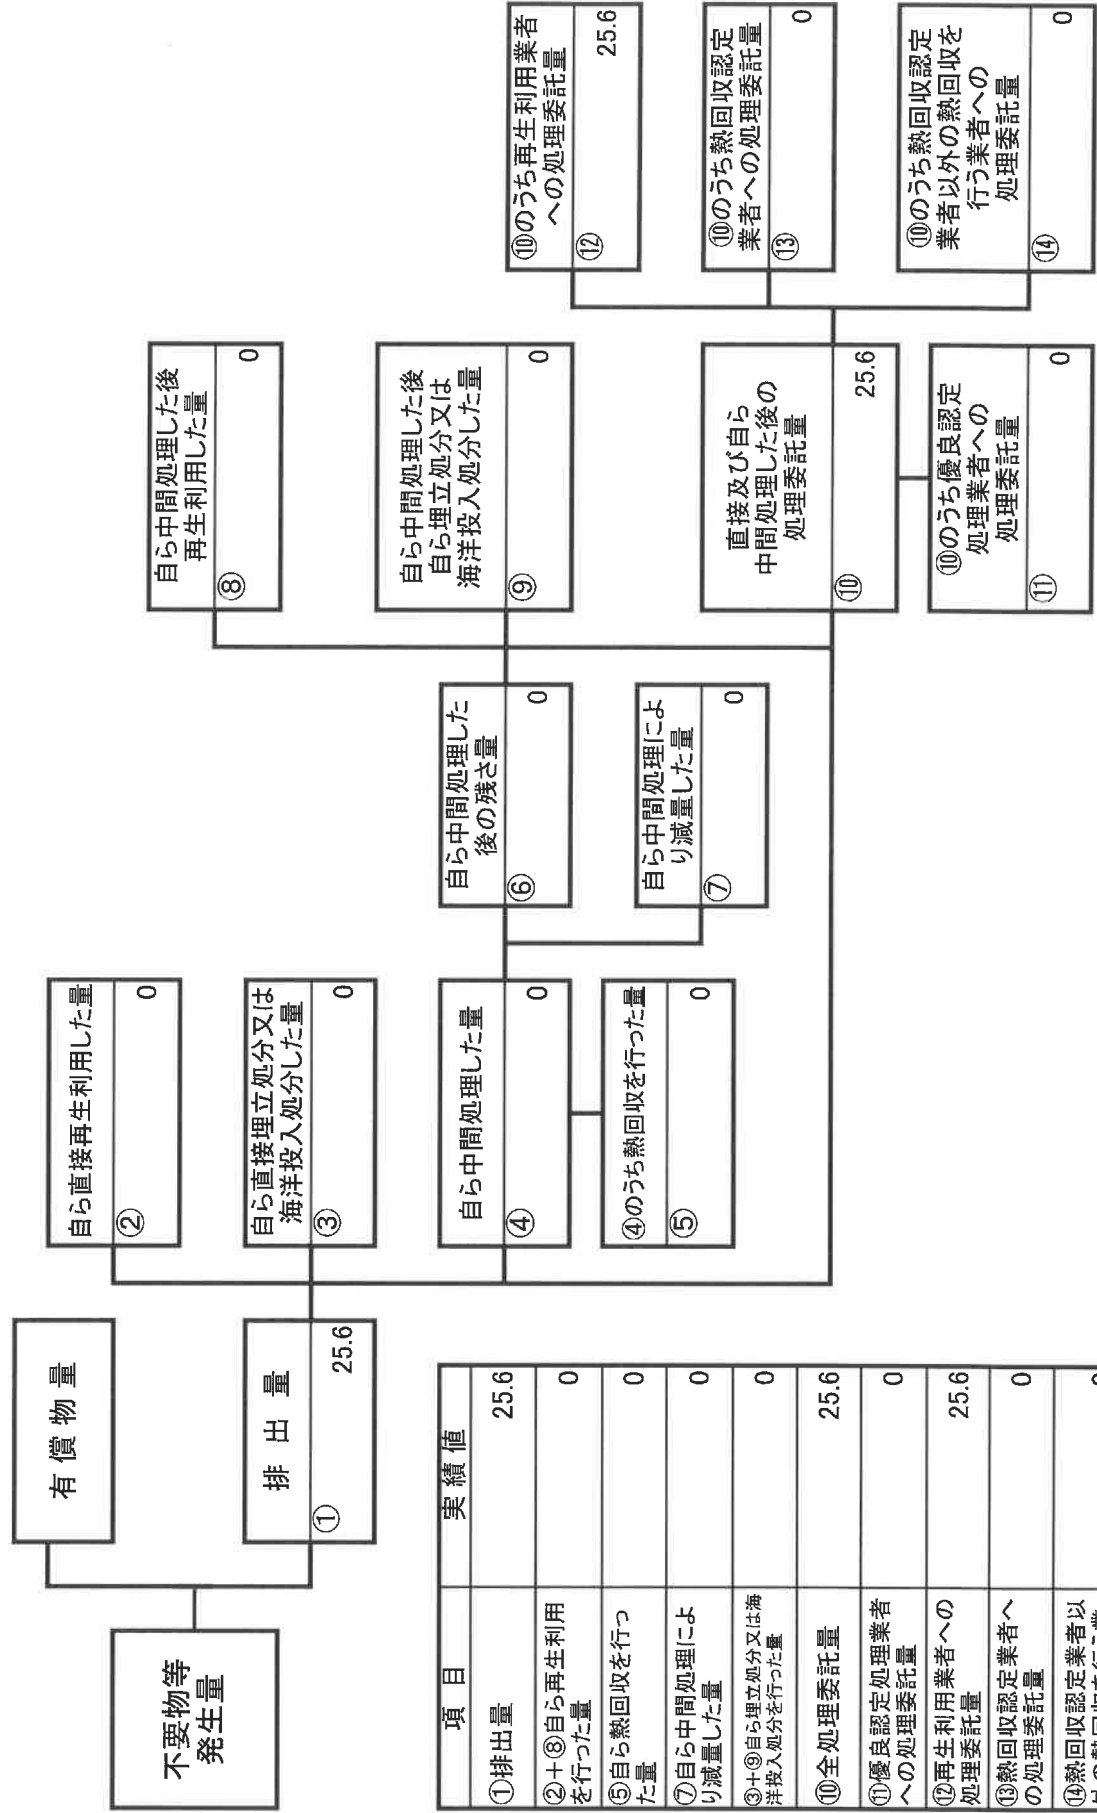 不要物等
発生量
有 償 物 量
排 出 量
①
25.6
自ら直接再生利用した量
②
0
自ら直接埋立処分又は
海洋投入処分した量
③
0
自ら中間処理した量
④
0
④のうち熱回収を行った量
⑤
0
自ら中間処理した
後の残さ量
⑥
0
自ら中間処理によ
り減量した量
⑦
0
自ら中間処理した後
再生利用した量
⑧
0
自ら中間処理した後
自ら埋立処分又は
海洋投入処分した量
⑨
0
直接及び自ら
中間処理した後の
処理委託量
⑩
25.6
⑩のうち優良認定
処理業者への
処理委託量
⑪
0
⑩のうち再生利用業者
への処理委託量
⑫
25.6
⑩のうち熱回収認定
業者への処理委託量
⑬
0
⑩のうち熱回収認定
業者以外の熱回収を
行う業者への
処理委託量
⑭
0
項 目
実 績 値
①排出量
25.6
②+⑧自ら再生利用
を行った量
0
⑤自ら熱回収を行っ
た量
0
⑦自ら中間処理によ
り減量した量
0
③+⑨自ら埋立処分又は海
洋投入処分を行った量
0
⑩全処理委託量
25.6
⑪優良認定処理業者
への処理委託量
0
⑫再生利用業者への
処理委託量
25.6
⑬熱回収認定業者へ
の処理委託量
0
⑭熱回収認定業者以